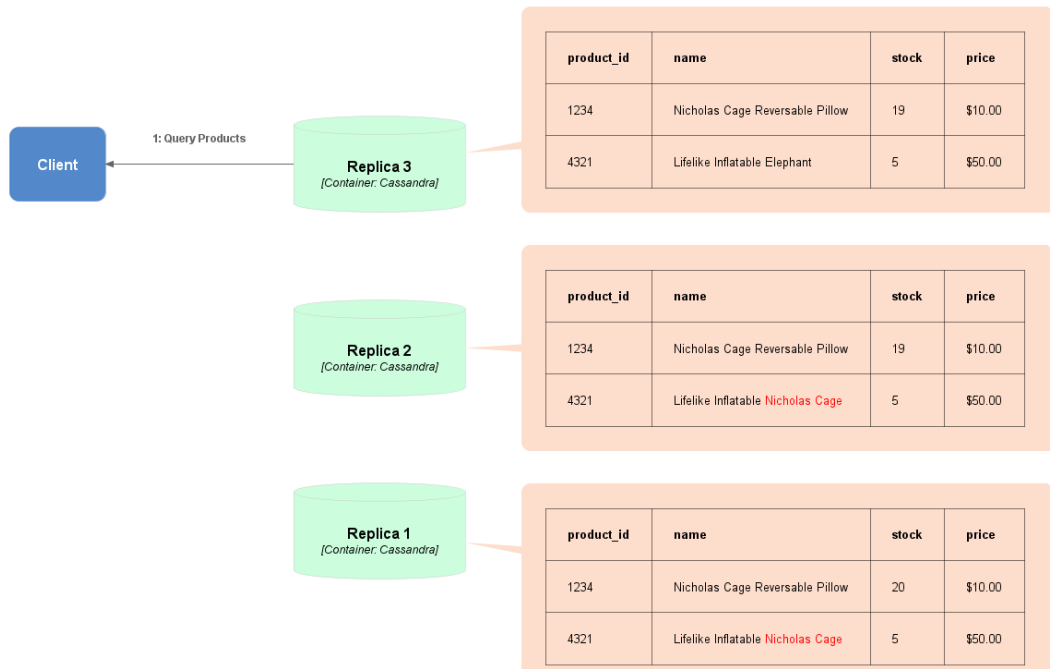 product_id name stock price
1234 Nicholas Cage Reversable Pillow 19 $10.00
4321 Lifelike Inflatable Elephant 5 $50.00
1: Query Products
Client
Replica 3
[Container: Cassandra]
product_id name stock price
1234 Nicholas Cage Reversable Pillow 19 $10.00
4321 Lifelike Inflatable Nicholas Cage 5 $50.00
Replica 2
[Container: Cassandra]
product_id name stock price
1234 Nicholas Cage Reversable Pillow 20 $10.00
4321 Lifelike Inflatable Nicholas Cage 5 $50.00
Replica 1
[Container: Cassandra]